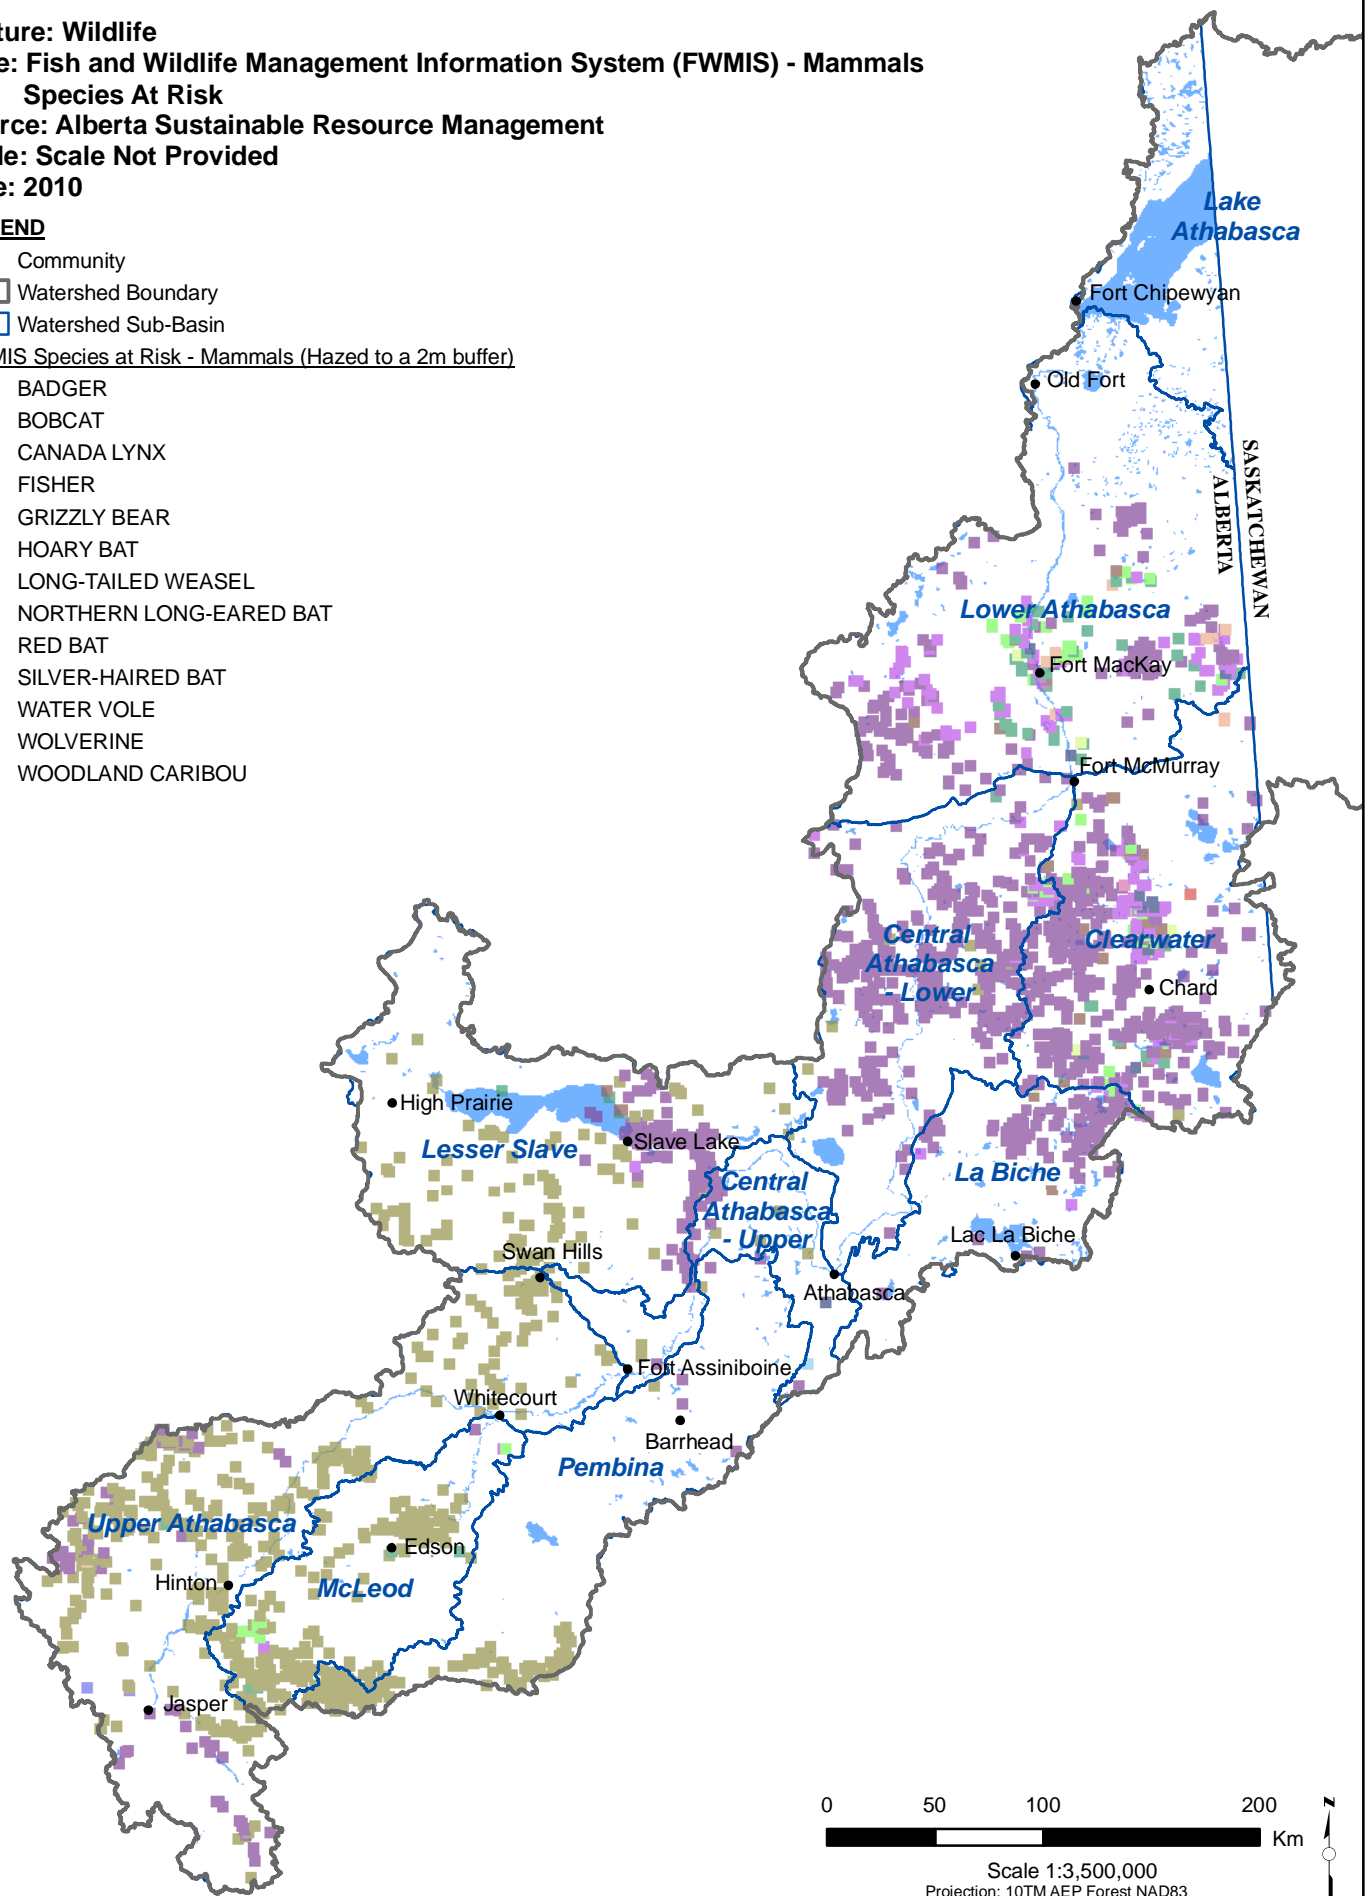 ture: Wildlife
e: Fish and Wildlife Management Information System (FWMIS) - Mammals
Species At Risk
rce: Alberta Sustainable Resource Management
le: Scale Not Provided
e: 2010
END
Community
Watershed Boundary
Watershed Sub-Basin
MIS Species at Risk - Mammals (Hazed to a 2m buffer)
BADGER
BOBCAT
CANADA LYNX
FISHER
GRIZZLY BEAR
HOARY BAT
LONG-TAILED WEASEL
NORTHERN LONG-EARED BAT
RED BAT
SILVER-HAIRED BAT
WATER VOLE
WOLVERINE
WOODLAND CARIBOU
Lake
Athabasca
Fort Chipewyan
Old Fort
SASKATCHEWAN
ALBERTA
Lower Athabasca
Fort MacKay
Fort McMurray
Central
Athabasca
- Lower
Clearwater
Chard
High Prairie
Lesser Slave
Slave Lake
Central
Athabasca
- Upper
La Biche
Lac La Biche
Swan Hills
Athabasca
Fort Assiniboine
Whitecourt
Barrhead
Pembina
Upper Athabasca
Edson
Hinton
McLeod
Jasper
0 50 100 200
Km
Scale 1:3,500,000
Projection: 10TM AEP Forest NAD83
N